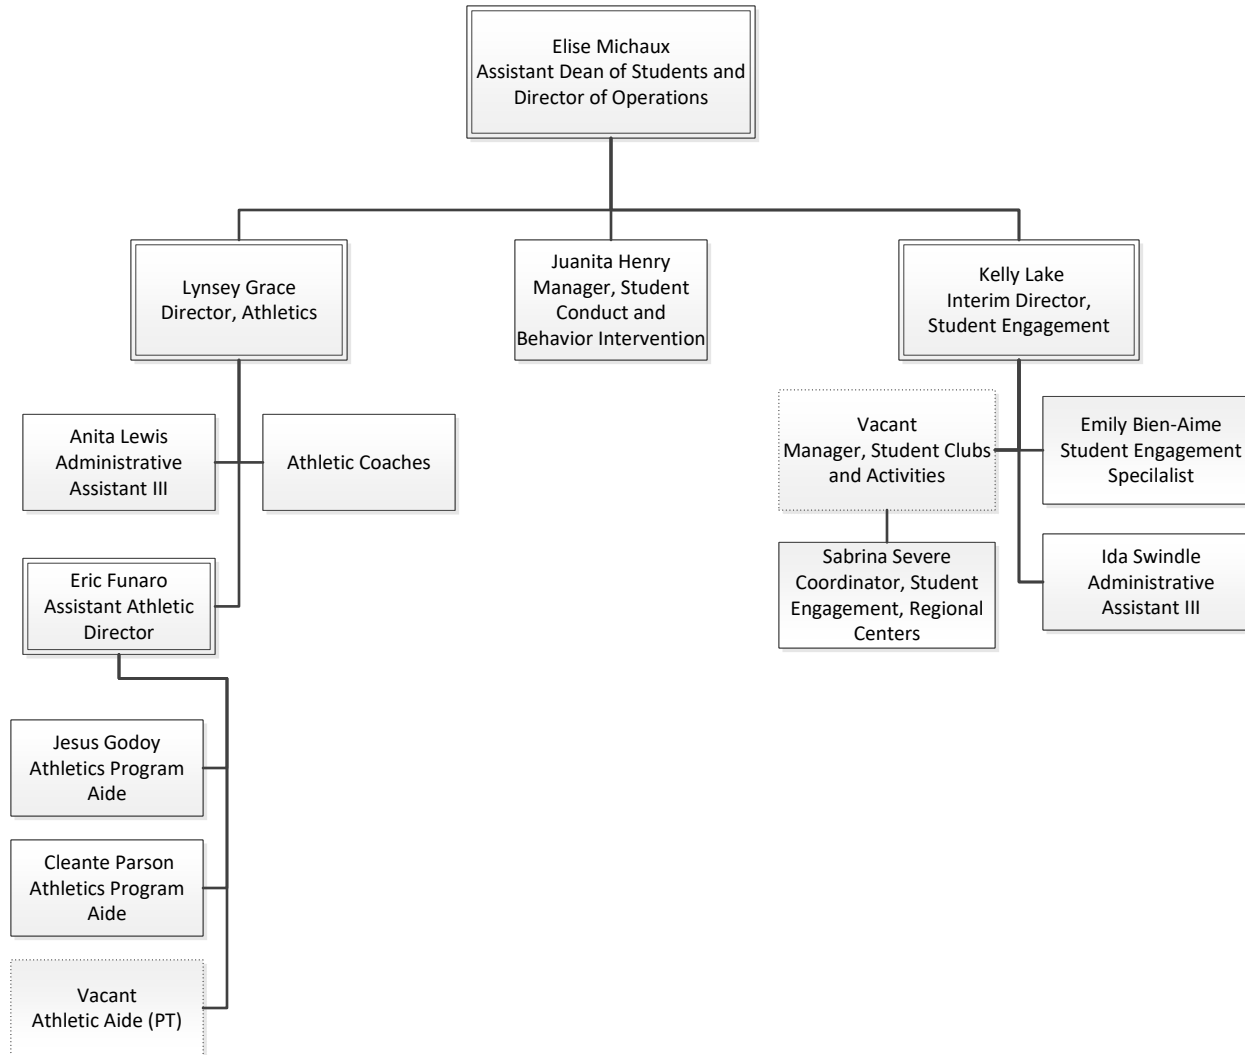 Elise Michaux
Assistant Dean of Students and
Director of Operations
Lynsey Grace
Director, Athletics
Juanita Henry
Manager, Student
Conduct and
Behavior Intervention
Kelly Lake
Interim Director,
Student Engagement
Anita Lewis
Administrative
Assistant III
Athletic Coaches
Vacant
Manager, Student Clubs
and Activities
Emily Bien-Aime
Student Engagement
Specilalist
Eric Funaro
Assistant Athletic
Director
Sabrina Severe
Coordinator, Student
Engagement, Regional
Centers
Ida Swindle
Administrative
Assistant III
Jesus Godoy
Athletics Program
Aide
Cleante Parson
Athletics Program
Aide
Vacant
Athletic Aide (PT)